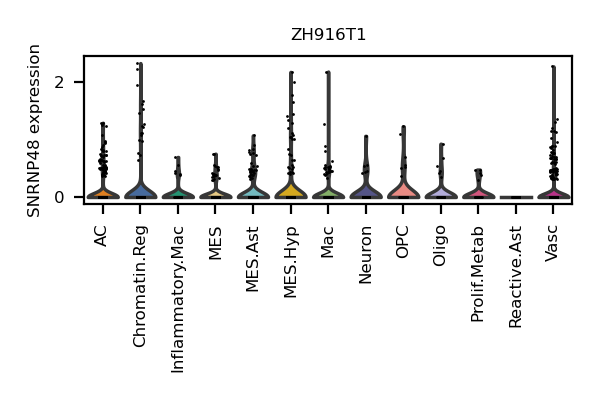 ZH916T1
SNRNP48 expression
2
0
AC
Chromatin.Reg
Inflammatory.Mac
MES
MES.Ast
MES.Hyp
Mac
Neuron
OPC
Oligo
Prolif.Metab
Reactive.Ast
Vasc